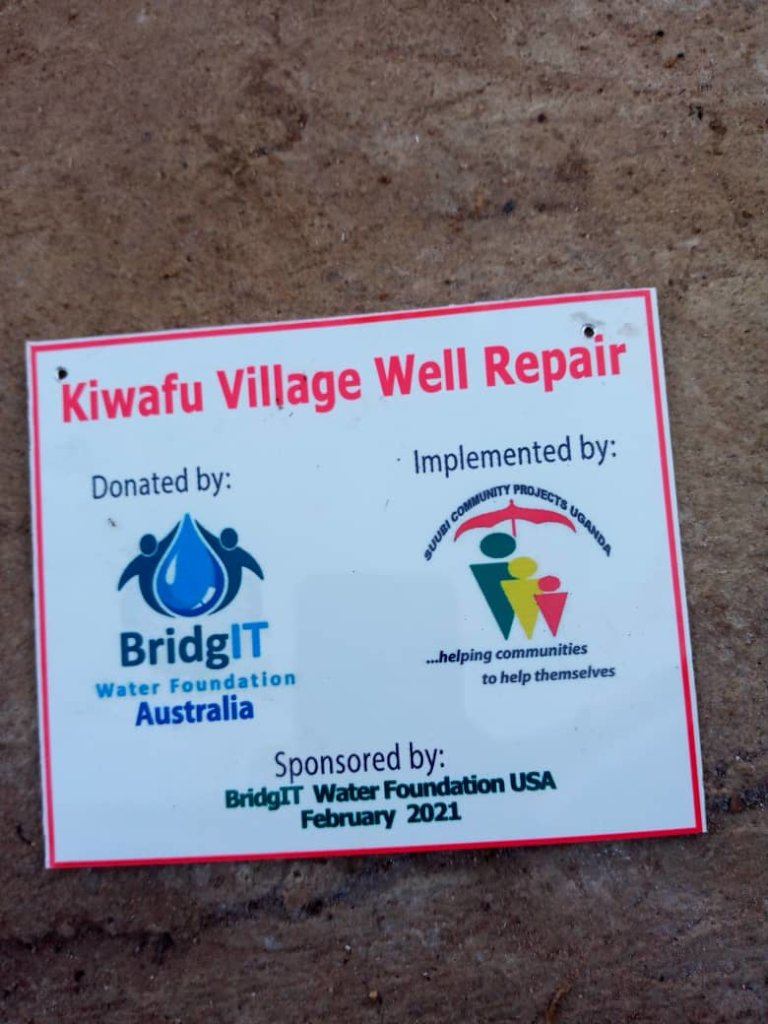 Kiwafu Village Well Repair
Donated by:
BridgIT
Water Foundation
Australia
Implemented by:
SUUBI COMMUNITY PROJECTS UGANDA
...helping communities
to help themselves
Sponsored by:
BridgIT Water Foundation USA
February 2021